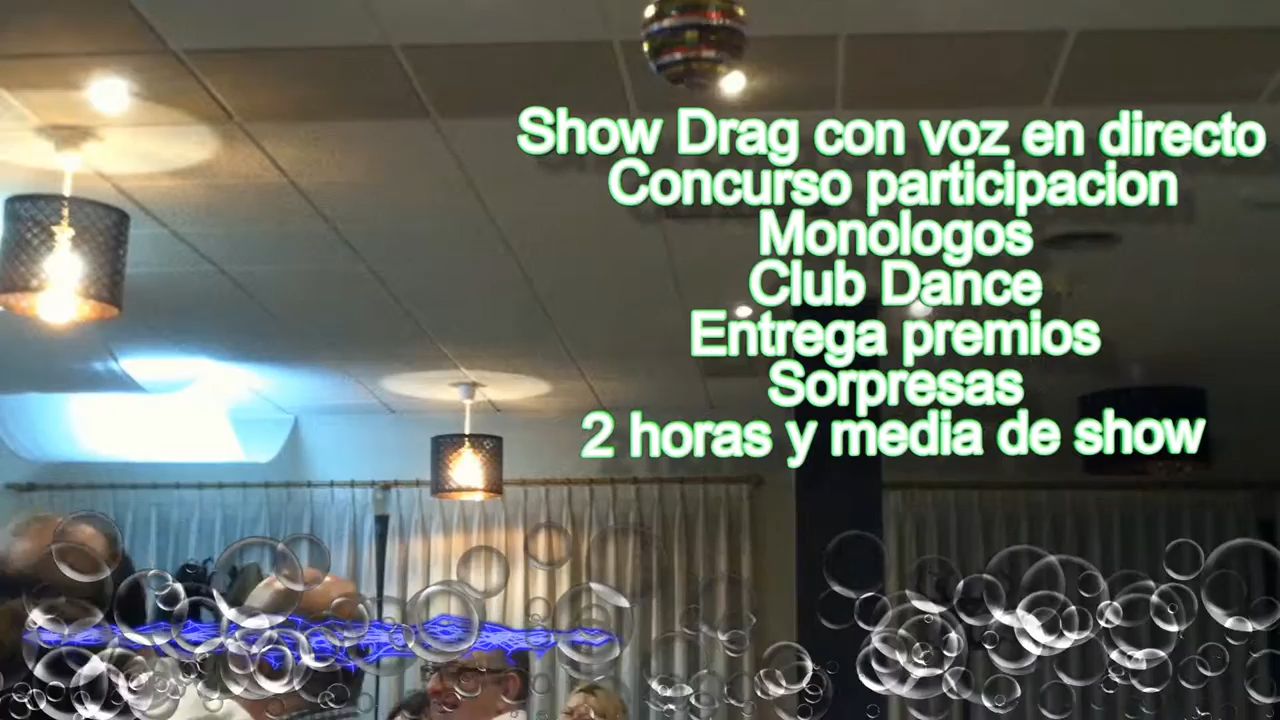 Show Drag con voz en directo
Concurso participacion
Monologos
Club Dance
Entrega premios
Sorpresas
2 horas y media de show